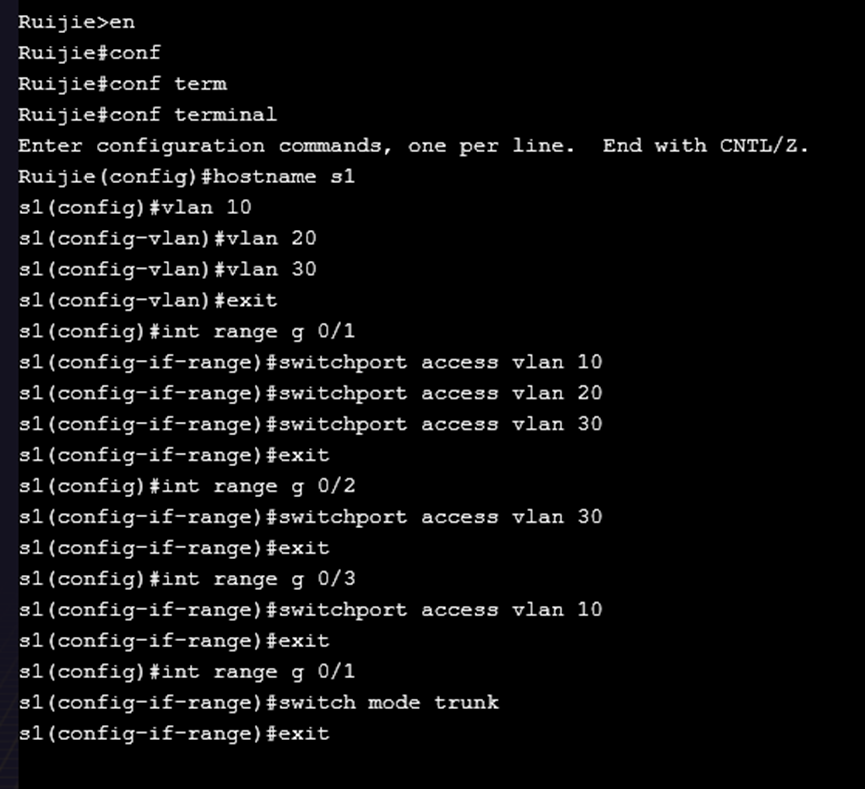 Ruijie>en
Ruijie#conf
Ruijie#conf term
Ruijie#conf terminal
Enter configuration commands, one per line.  End with CNTL/Z.
Ruijie(config)#hostname s1
s1(config)#vlan 10
s1(config-vlan)#vlan 20
s1(config-vlan)#vlan 30
s1(config-vlan)#exit
s1(config)#int range g 0/1
s1(config-if-range)#switchport access vlan 10
s1(config-if-range)#switchport access vlan 20
s1(config-if-range)#switchport access vlan 30
s1(config-if-range)#exit
s1(config)#int range g 0/2
s1(config-if-range)#switchport access vlan 30
s1(config-if-range)#exit
s1(config)#int range g 0/3
s1(config-if-range)#switchport access vlan 10
s1(config-if-range)#exit
s1(config)#int range g 0/1
s1(config-if-range)#switch mode trunk
s1(config-if-range)#exit